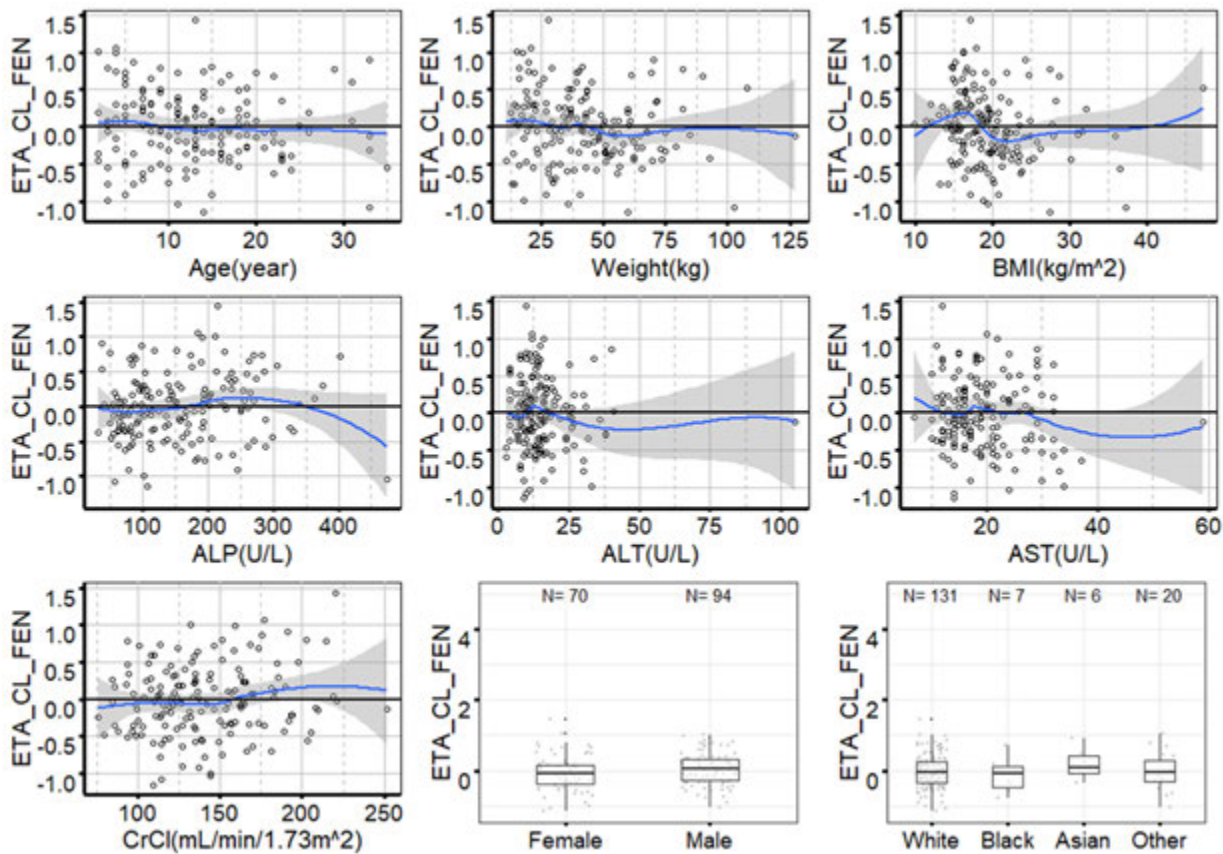 ETA_CL_FEN
1.5
1.0
0.5
0.0
-0.5
-1.0
10 20 30
Age(year)
ETA_CL_FEN
1.5
1.0
0.5
0.0
-0.5
-1.0
25 50 75 100 125
Weight(kg)
ETA_CL_FEN
1.5
1.0
0.5
0.0
-0.5
-1.0
10 20 30 40
BMI(kg/m^2)
ETA_CL_FEN
1.5
1.0
0.5
0.0
-0.5
-1.0
100 200 300 400
ALP(U/L)
ETA_CL_FEN
1.5
1.0
0.5
0.0
-0.5
-1.0
0 25 50 75 100
ALT(U/L)
ETA_CL_FEN
1.5
1.0
0.5
0.0
-0.5
-1.0
20 40 60
AST(U/L)
ETA_CL_FEN
1.5
1.0
0.5
0.0
-0.5
-1.0
100 150 200 250
CrCl(mL/min/1.73m^2)
ETA_CL_FEN
N= 70 N= 94
4
2
0
Female Male
ETA_CL_FEN
N= 131 N= 7 N= 6 N= 20
4
2
0
White Black Asian Other